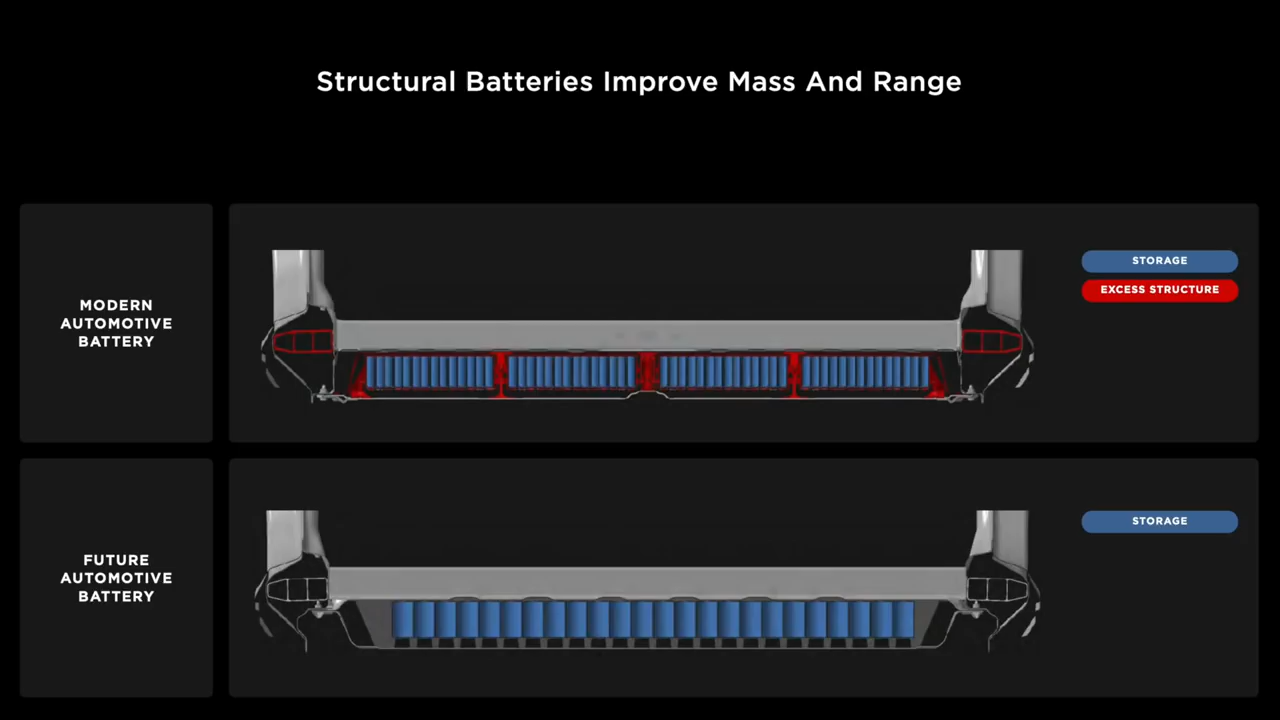 Structural Batteries Improve Mass And Range
MODERN
AUTOMOTIVE
BATTERY
STORAGE
EXCESS STRUCTURE
FUTURE
AUTOMOTIVE
BATTERY
STORAGE